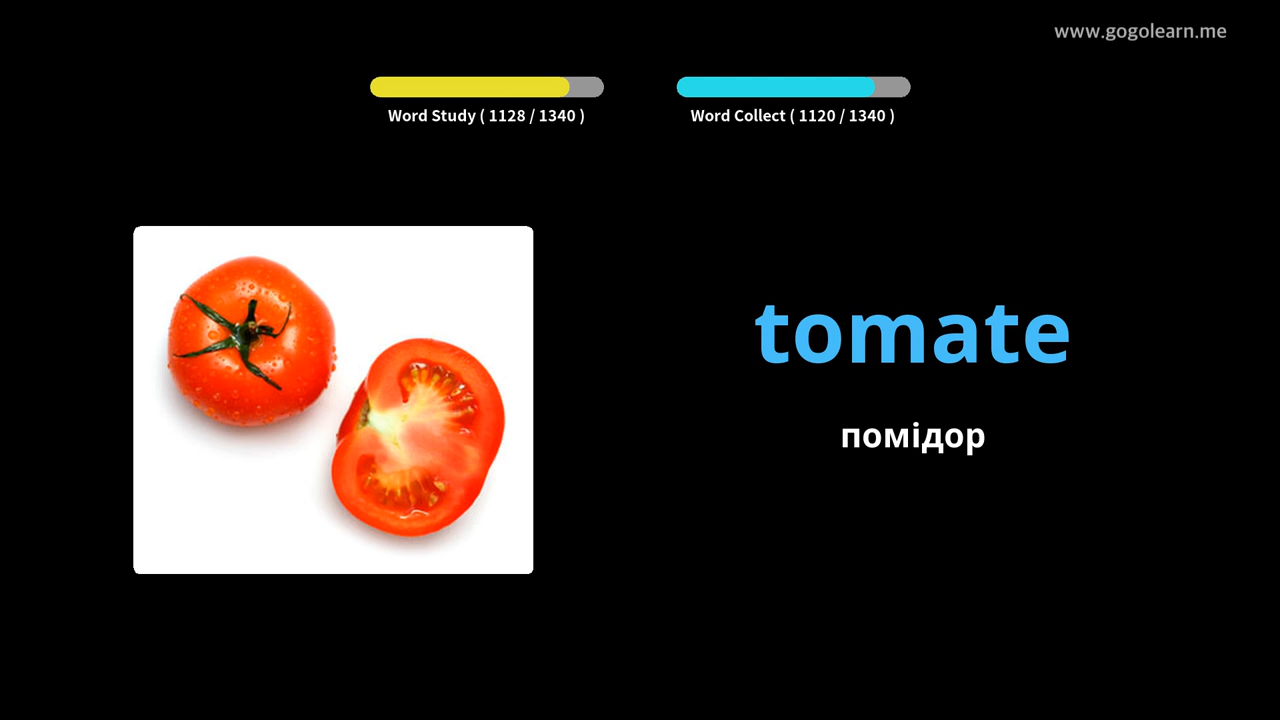 www.gogolearn.me
Word Study ( 1128 / 1340 )
Word Collect ( 1120 / 1340 )
tomate
помідор